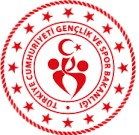 TÜRKİYE CUMHURİYETİ GENÇLİK VE SPOR BAKANLIĞI